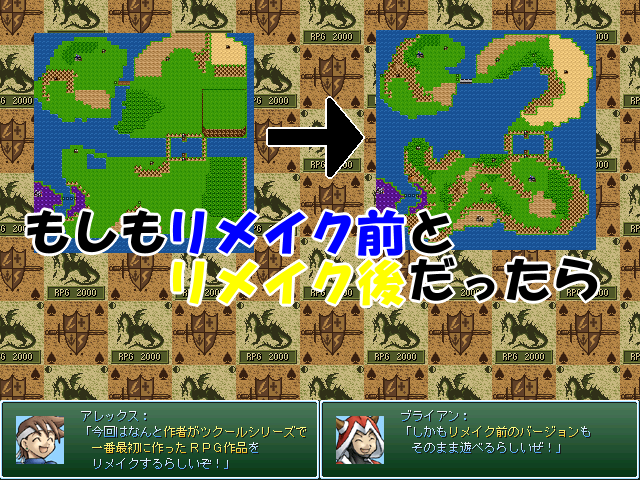 RPG 2000
もしもリメイク前と
リメイク後だったら
アレックス：
「今回はなんと作者がツクールシリーズで
一番最初に作ったＲＰＧ作品を
リメイクするらしいぞ！」
ブライアン：
「しかもリメイク前のバージョンも
そのまま遊べるらしいぜ！」